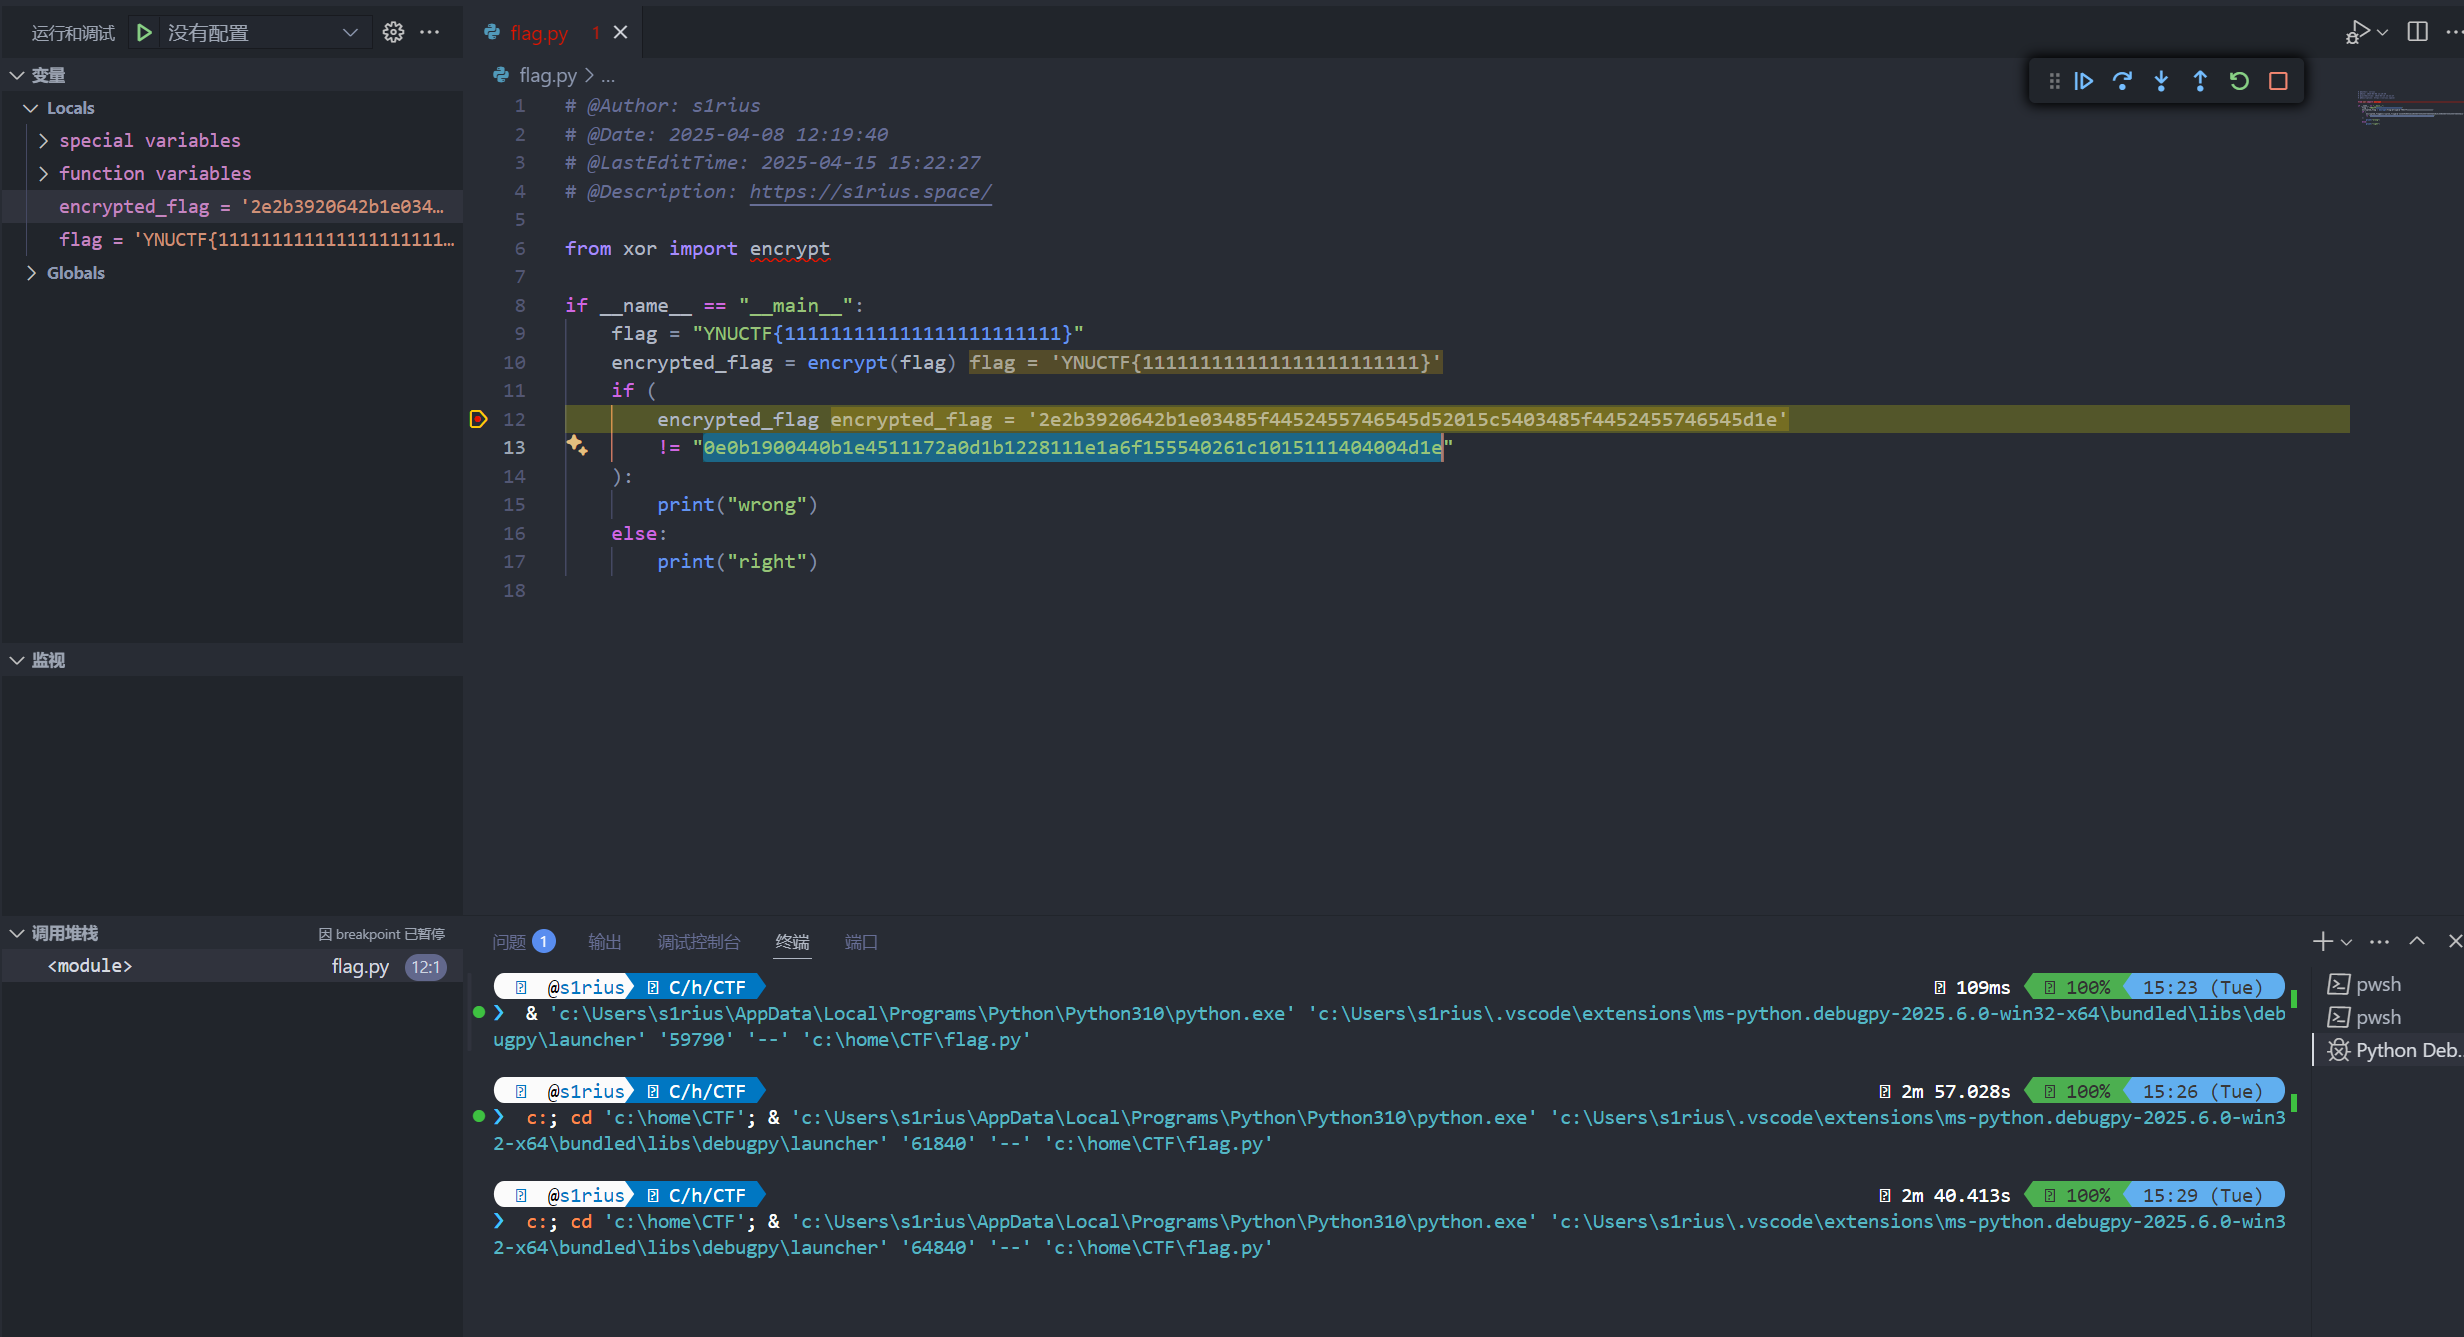 运行和调试 没有配置
变量
Locals
special variables
function variables
encrypted_flag = '2e2b3920642b1e034…
flag = 'YNUCTF{111111111111111111111…
Globals
监视
调用堆栈 因 breakpoint 已暂停
<module> flag.py 12:1
flag.py 1
flag.py > ...
1 # @Author: s1rius
2 # @Date: 2025-04-08 12:19:40
3 # @LastEditTime: 2025-04-15 15:22:27
4 # @Description: https://s1rius.space/
5
6 from xor import encrypt
7
8 if __name__ == "__main__":
9 flag = "YNUCTF{111111111111111111111111}"
10 encrypted_flag = encrypt(flag) flag = 'YNUCTF{111111111111111111111111}'
11 if (
12 encrypted_flag encrypted_flag = '2e2b3920642b1e03485f4452455746545d52015c5403485f4452455746545d1e'
13 != "0e0b1900440b1e4511172a0d1b1228111e1a6f155540261c1015111404004d1e"
14 ):
15 print("wrong")
16 else:
17 print("right")
18
问题 1 输出 调试控制台 终端 端口
@s1rius C/h/CTF 109ms 100% 15:23 (Tue)
❯ & 'c:\Users\s1rius\AppData\Local\Programs\Python\Python310\python.exe' 'c:\Users\s1rius\.vscode\extensions\ms-python.debugpy-2025.6.0-win32-x64\bundled\libs\deb
ugpy\launcher' '59790' '--' 'c:\home\CTF\flag.py'
@s1rius C/h/CTF 2m 57.028s 100% 15:26 (Tue)
❯ c:; cd 'c:\home\CTF'; & 'c:\Users\s1rius\AppData\Local\Programs\Python\Python310\python.exe' 'c:\Users\s1rius\.vscode\extensions\ms-python.debugpy-2025.6.0-win3
2-x64\bundled\libs\debugpy\launcher' '61840' '--' 'c:\home\CTF\flag.py'
@s1rius C/h/CTF 2m 40.413s 100% 15:29 (Tue)
❯ c:; cd 'c:\home\CTF'; & 'c:\Users\s1rius\AppData\Local\Programs\Python\Python310\python.exe' 'c:\Users\s1rius\.vscode\extensions\ms-python.debugpy-2025.6.0-win3
2-x64\bundled\libs\debugpy\launcher' '64840' '--' 'c:\home\CTF\flag.py'
pwsh
pwsh
Python Deb...